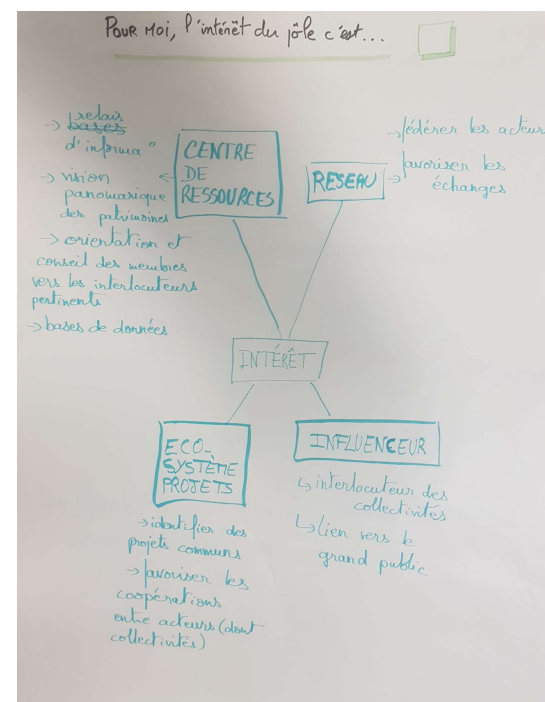 Pour moi, l'intérêt du pôle c'est...
→ relais
bases
d'informa°
→ vision
panomarique
des patrimoines
→ orientation et
conseil des membres
vers les interlocuteurs
pertinents
→ bases de données
CENTRE
DE
RESSOURCES
RESEAU
→ fédérer les acteurs
→ favoriser les
échanges
INTÉRÊT
ECO-
SYSTÈME
PROJETS
→ identifier des
projets communs
→ favoriser les
coopérations
entre acteurs (dont
collectivités)
INFLUENCEUR
↳ interlocuteur des
collectivités
↳ lien vers le
grand public